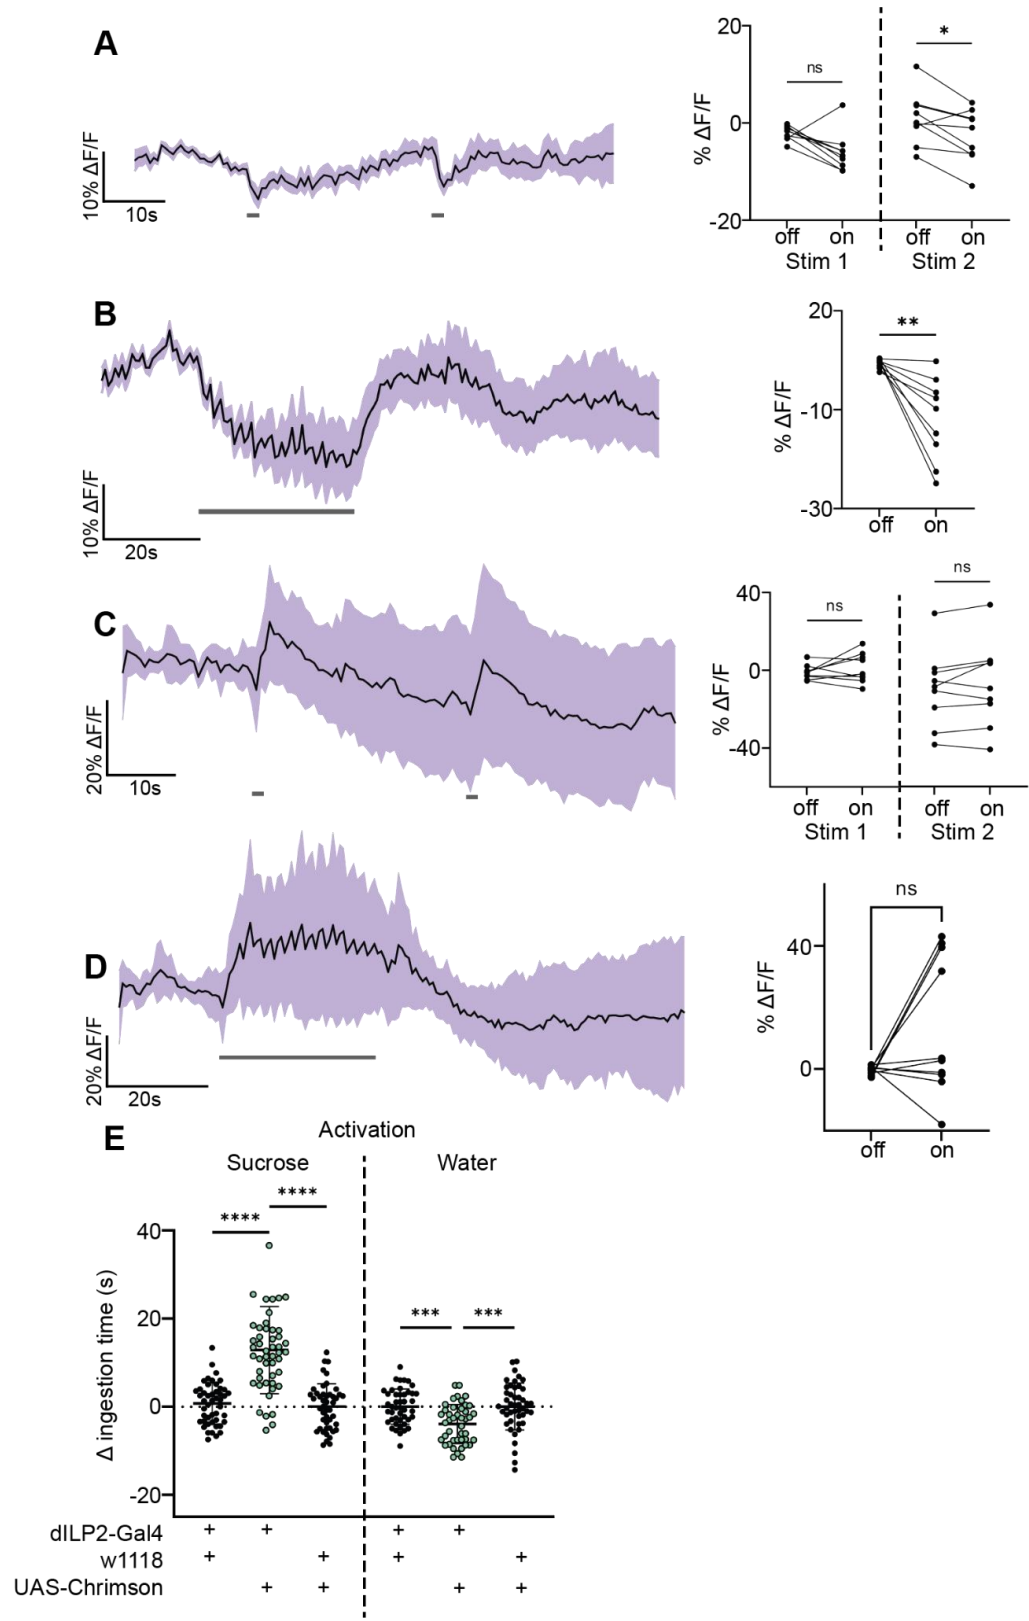 A
10% ΔF/F
10s
% ΔF/F
20
0
-20
ns
*
off on off on
Stim 1 Stim 2
B
10% ΔF/F
20s
% ΔF/F
20
-10
-30
**
off on
C
20% ΔF/F
10s
% ΔF/F
40
0
-40
ns
ns
off on off on
Stim 1 Stim 2
D
20% ΔF/F
20s
% ΔF/F
40
0
ns
off on
E
Activation
Sucrose Water
**** ****
*** ***
Δ ingestion time (s)
40
20
0
-20
dILP2-Gal4 + + + +
w1118 + + + +
UAS-Chrimson + + + +